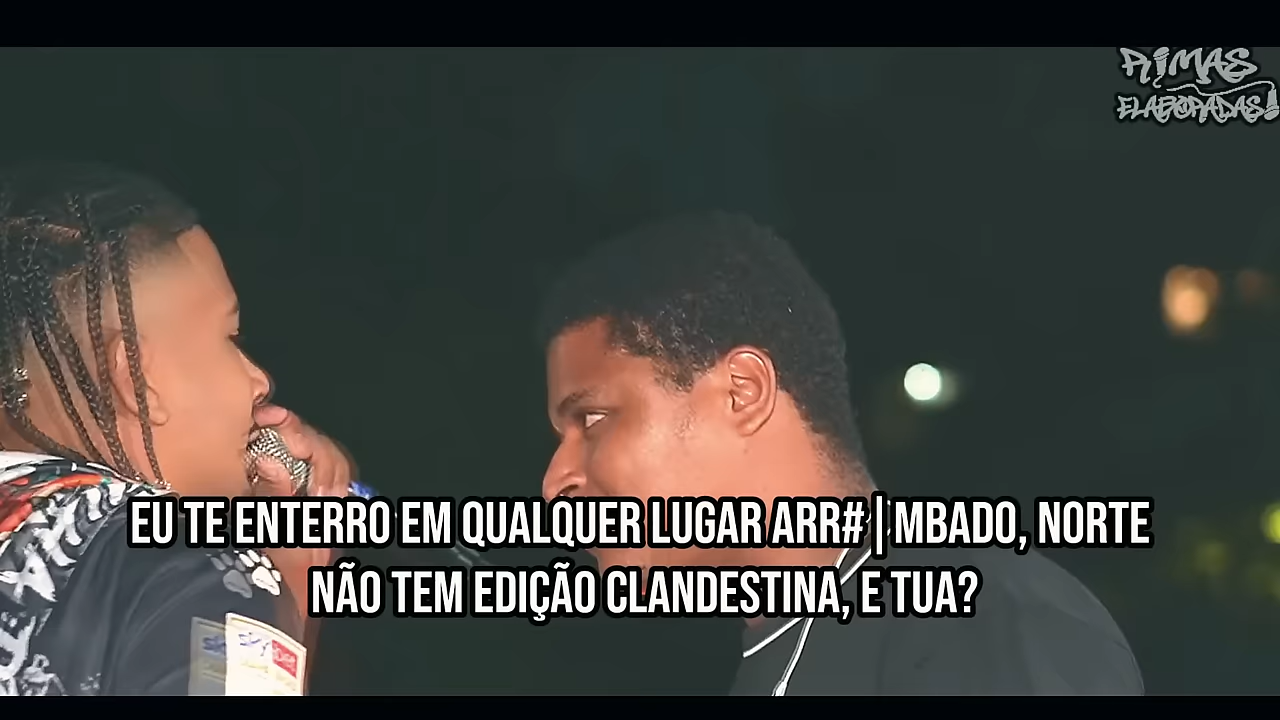 RIMAS
ELABORADAS!
EU TE ENTERRO EM QUALQUER LUGAR ARR#|MBADO, NORTE
NÃO TEM EDIÇÃO CLANDESTINA, E TUA?